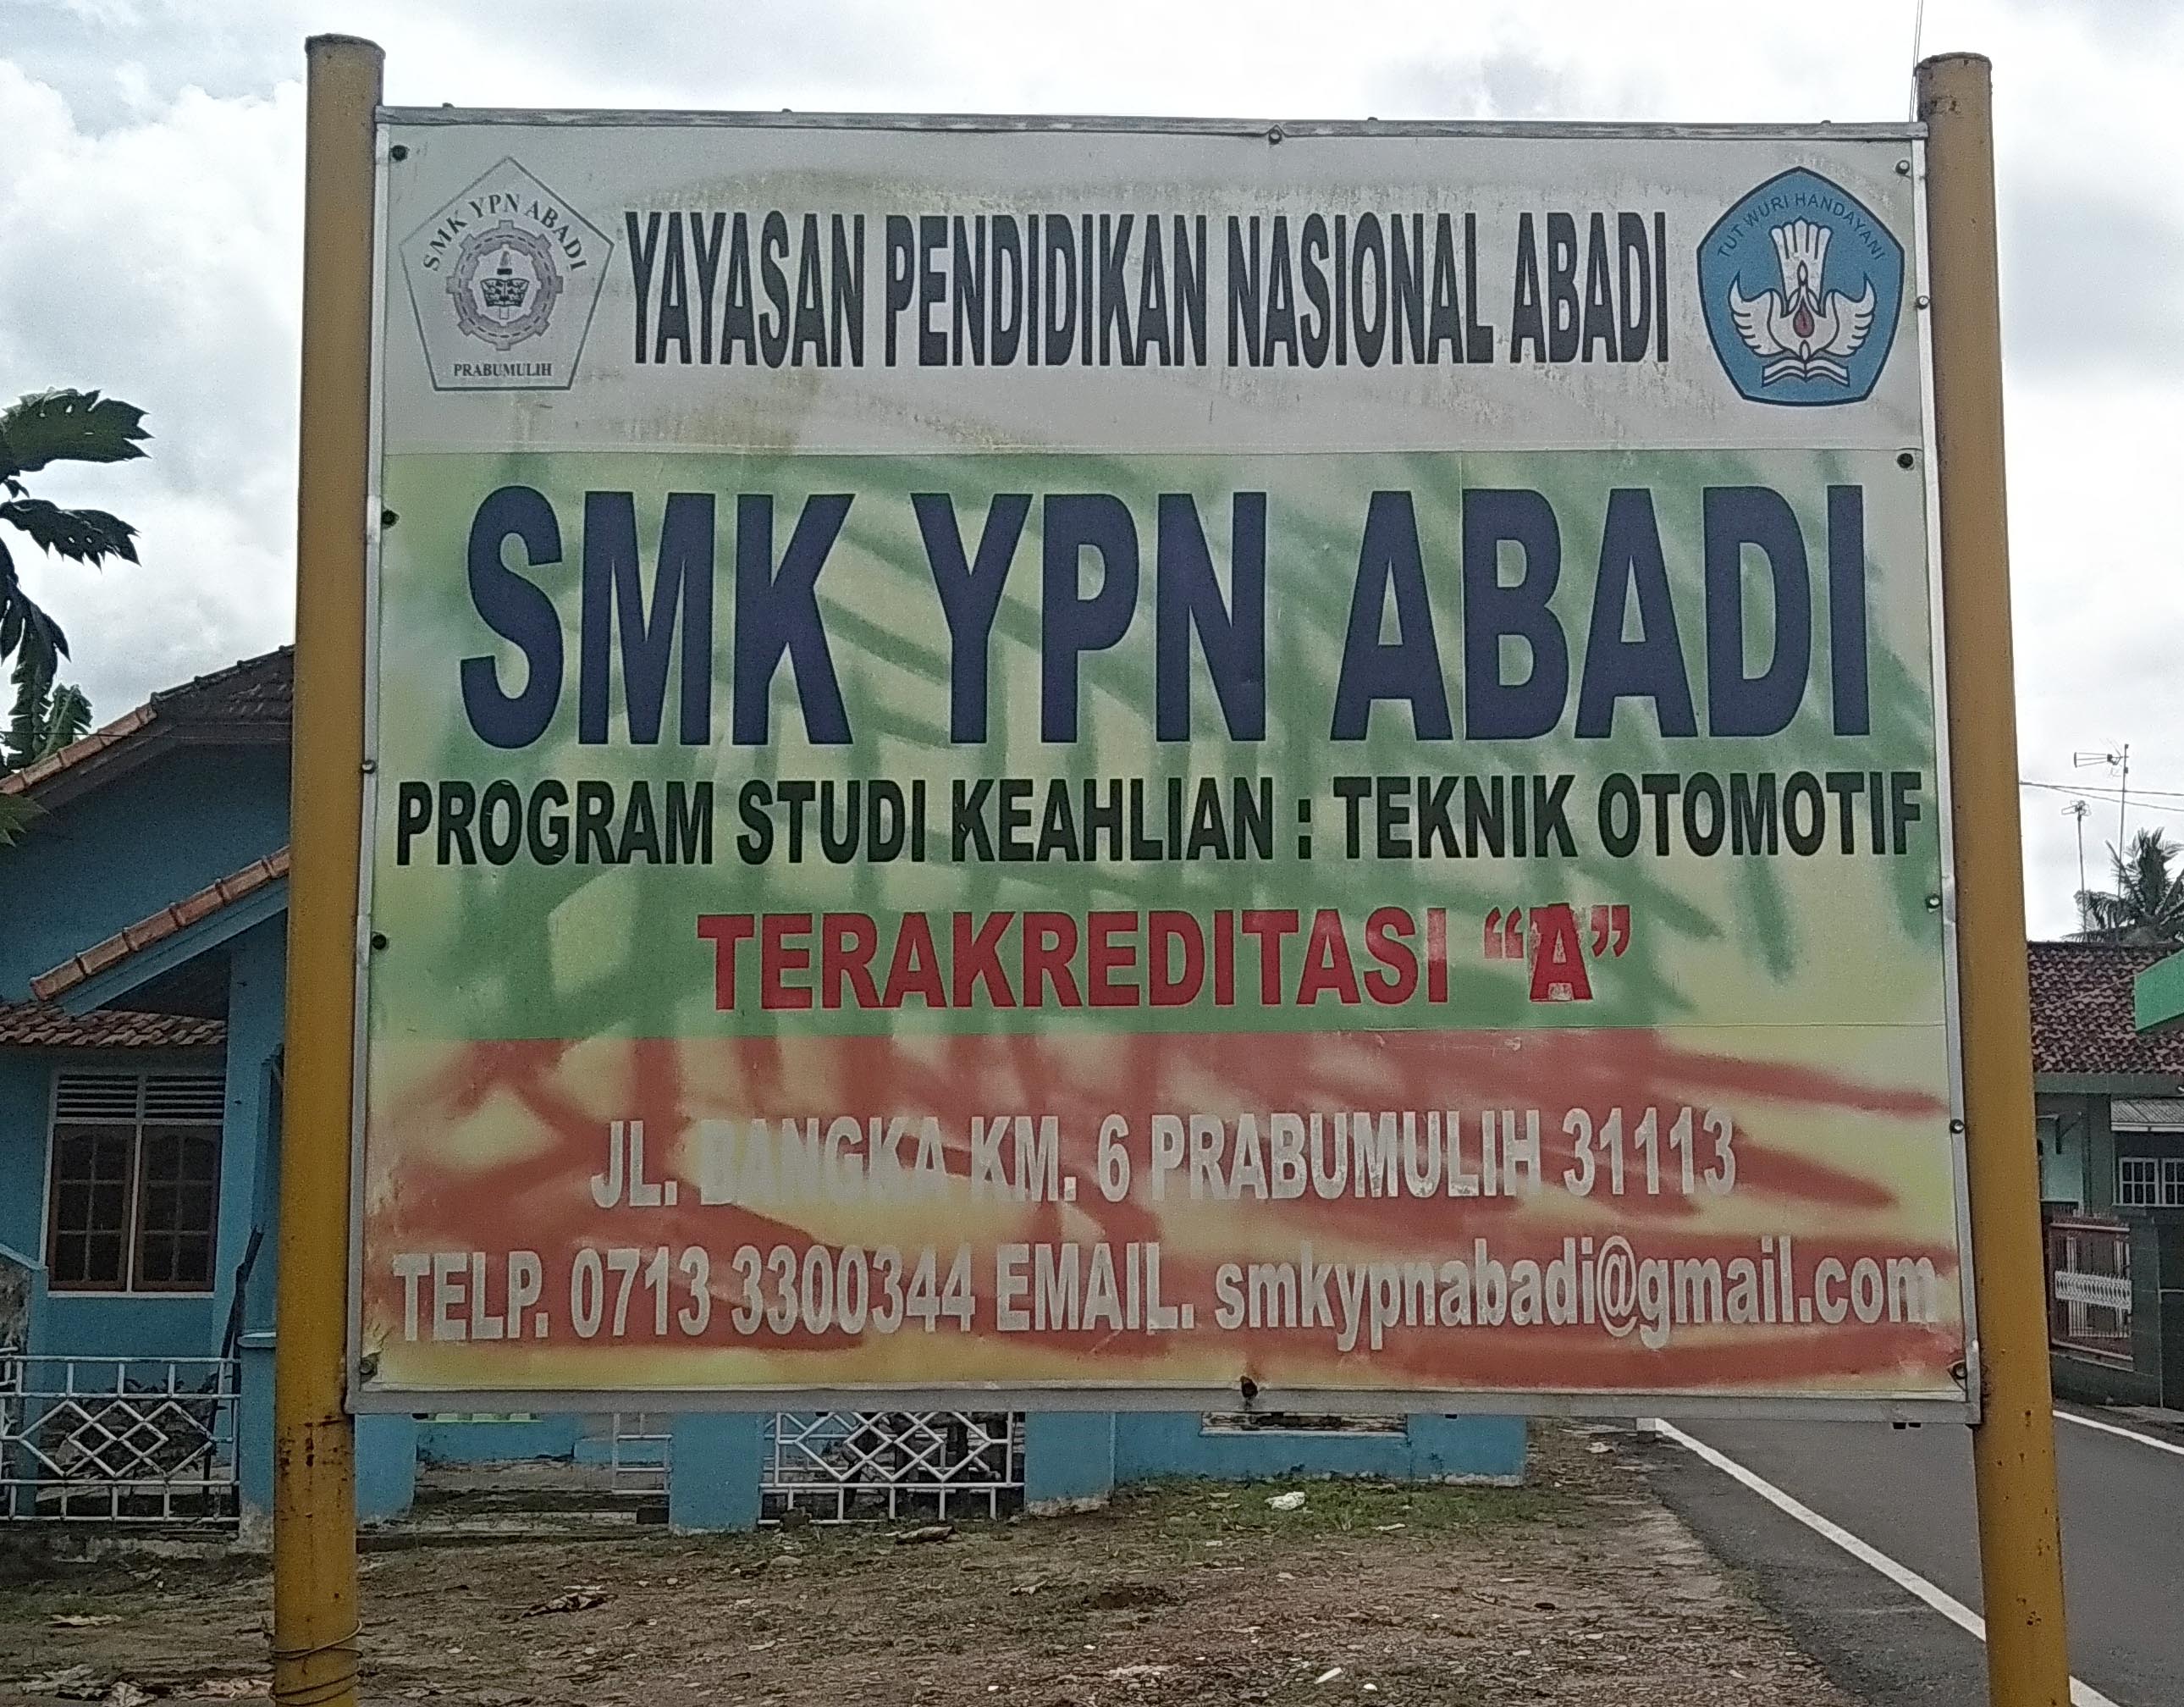 SMK YPN ABADI
PRABUMULIH
YAYASAN PENDIDIKAN NASIONAL ABADI
TUT WURI HANDAYANI
SMK YPN ABADI
PROGRAM STUDI KEAHLIAN : TEKNIK OTOMOTIF
TERAKREDITASI “A”
JL. BANGKA KM. 6 PRABUMULIH 31113
TELP. 0713 3300344 EMAIL. smkypnabadi@gmail.com